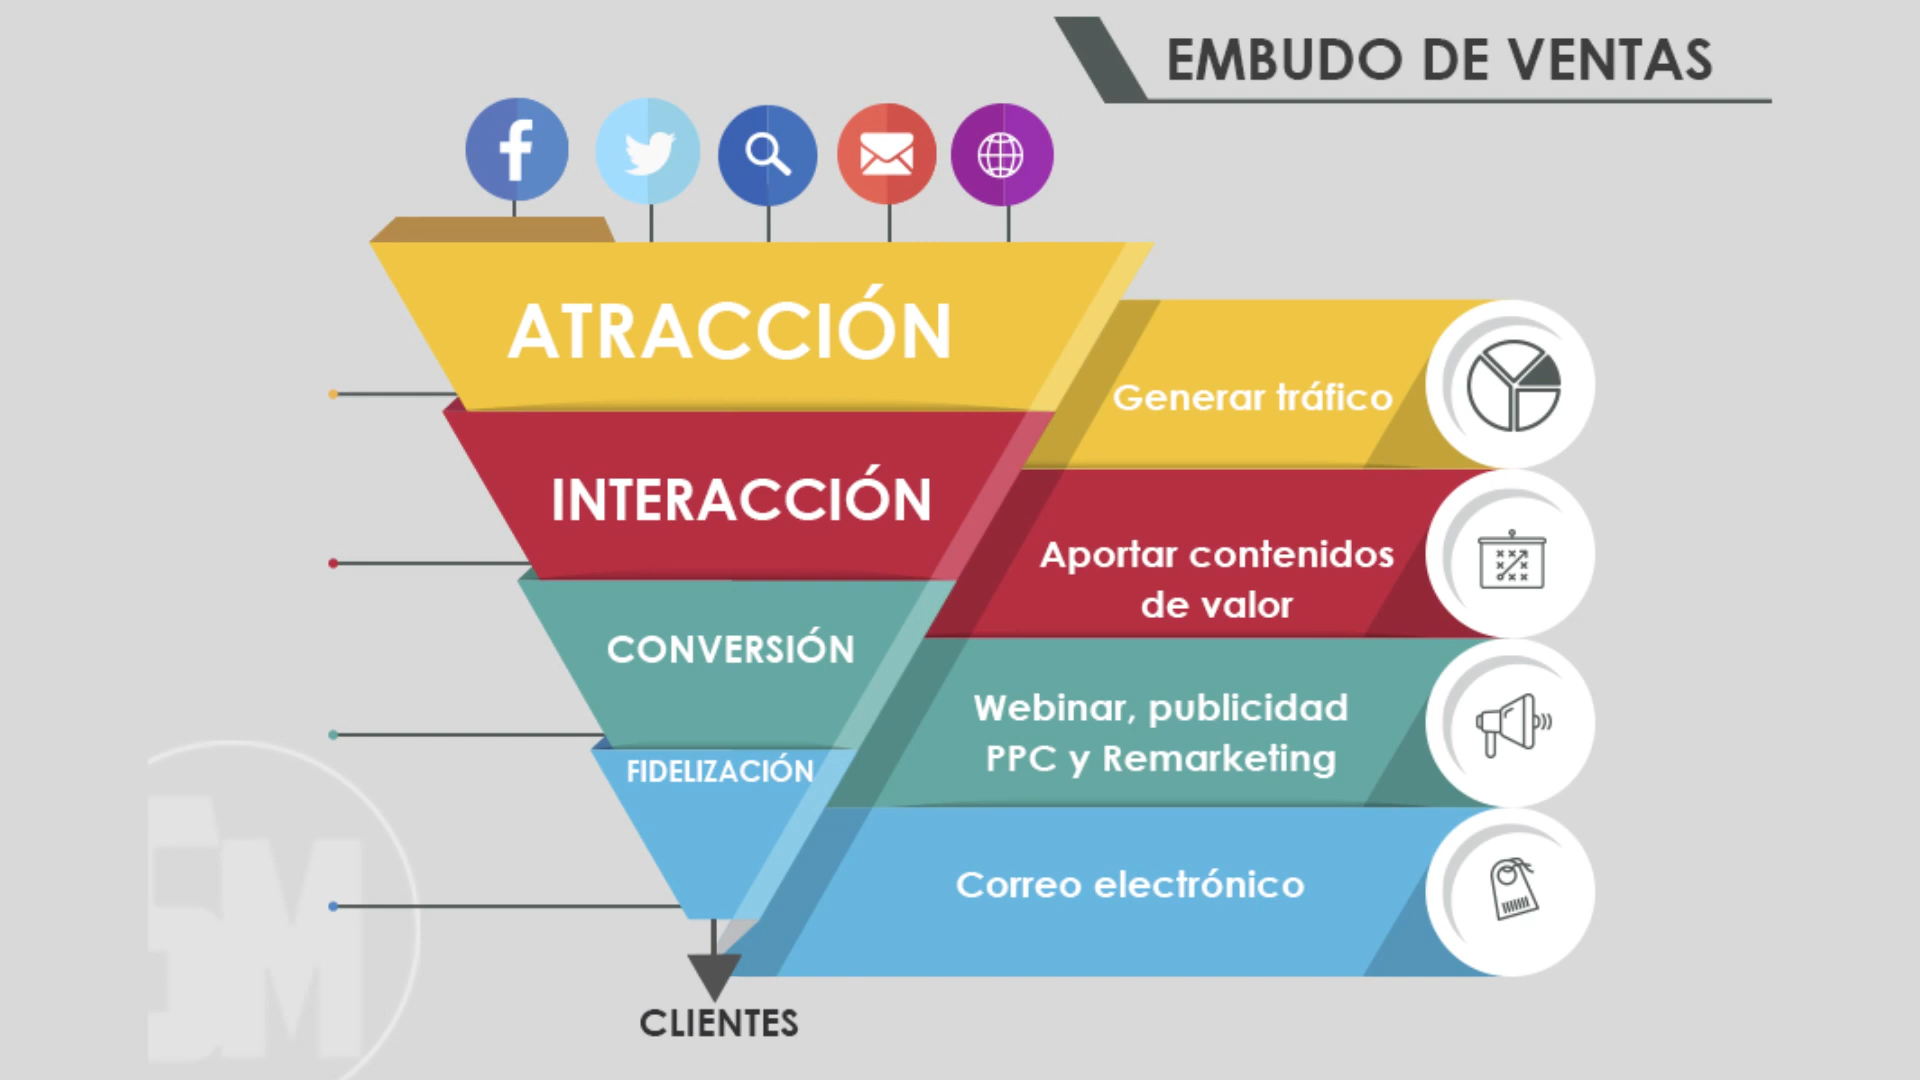 EMBUDO DE VENTAS
ATRACCIÓN
Generar tráfico
INTERACCIÓN
Aportar contenidos
de valor
CONVERSIÓN
Webinar, publicidad
PPC y Remarketing
FIDELIZACIÓN
Correo electrónico
CLIENTES